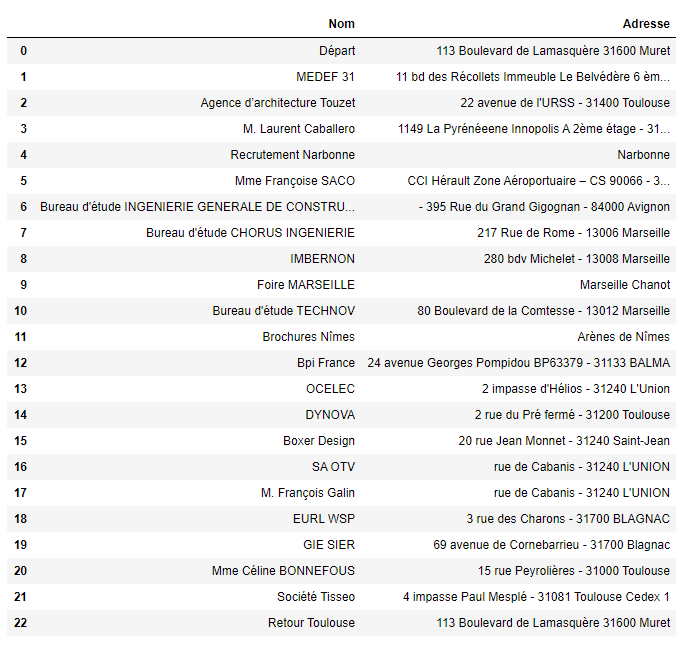 Nom Adresse
0 Départ 113 Boulevard de Lamasquère 31600 Muret
1 MEDEF 31 11 bd des Récollets Immeuble Le Belvédère 6 èm...
2 Agence d'architecture Touzet 22 avenue de l'URSS - 31400 Toulouse
3 M. Laurent Caballero 1149 La Pyrénéeene Innopolis A 2ème étage - 31...
4 Recrutement Narbonne Narbonne
5 Mme Françoise SACO CCI Hérault Zone Aéroportuaire – CS 90066 - 3...
6 Bureau d'étude INGENIERIE GENERALE DE CONSTRU... - 395 Rue du Grand Gigognan - 84000 Avignon
7 Bureau d'étude CHORUS INGENIERIE 217 Rue de Rome - 13006 Marseille
8 IMBERNON 280 bdv Michelet - 13008 Marseille
9 Foire MARSEILLE Marseille Chanot
10 Bureau d'étude TECHNOV 80 Boulevard de la Comtesse - 13012 Marseille
11 Brochures Nîmes Arènes de Nîmes
12 Bpi France 24 avenue Georges Pompidou BP63379 - 31133 BALMA
13 OCELEC 2 impasse d'Hélios - 31240 L'Union
14 DYNOVA 2 rue du Pré fermé - 31200 Toulouse
15 Boxer Design 20 rue Jean Monnet - 31240 Saint-Jean
16 SA OTV rue de Cabanis - 31240 L'UNION
17 M. François Galin rue de Cabanis - 31240 L'UNION
18 EURL WSP 3 rue des Charons - 31700 BLAGNAC
19 GIE SIER 69 avenue de Cornebarrieu - 31700 Blagnac
20 Mme Céline BONNEFOUS 15 rue Peyrolières - 31000 Toulouse
21 Société Tisseo 4 impasse Paul Mesplé - 31081 Toulouse Cedex 1
22 Retour Toulouse 113 Boulevard de Lamasquère 31600 Muret